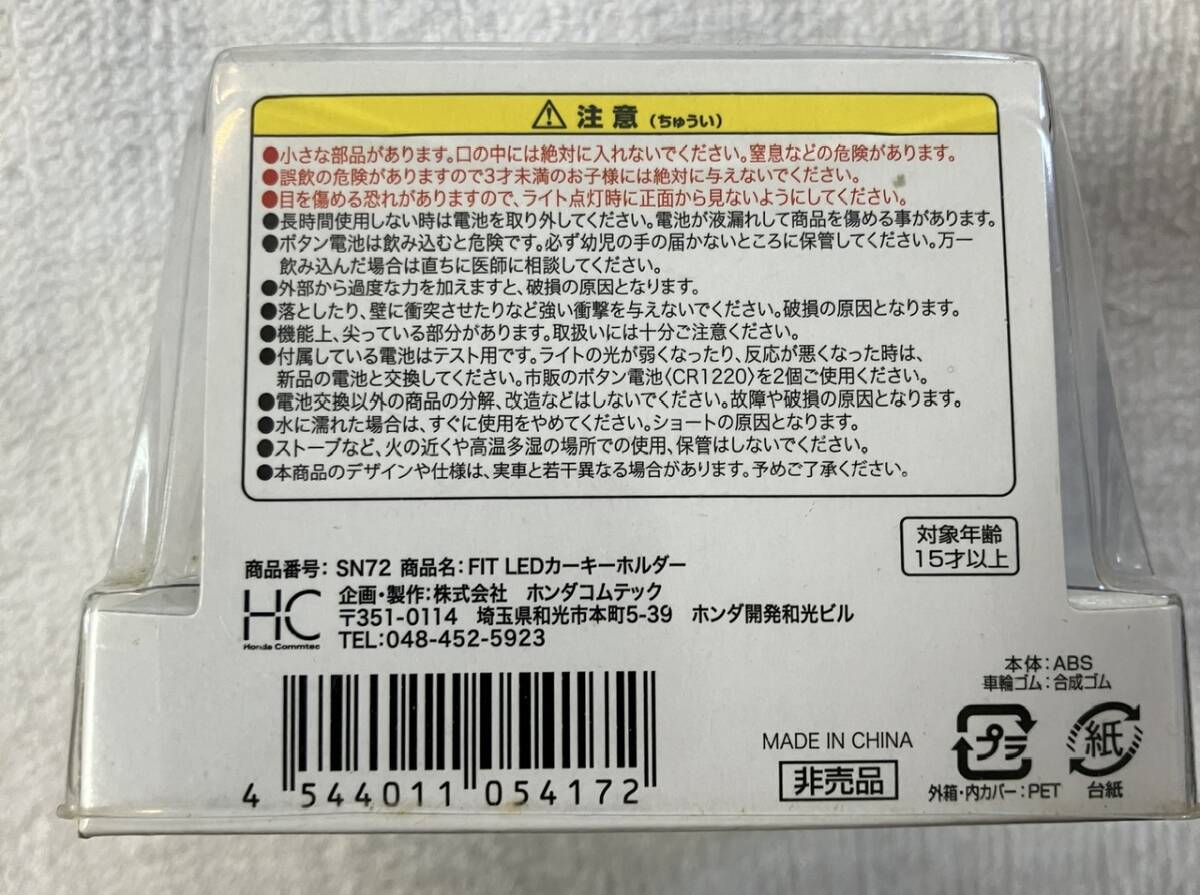 注意（ちゅうい）
●小さな部品があります。口の中には絶対に入れないでください。窒息などの危険があります。
●誤飲の危険がありますので3才未満のお子様には絶対に与えないでください。
●目を傷める恐れがありますので、ライト点灯時に正面から見ないようにしてください。
●長時間使用しない時は電池を取り外してください。電池が液漏れして商品を傷める事があります。
●ボタン電池は飲み込むと危険です。必ず幼児の手の届かないところに保管してください。万一
飲み込んだ場合は直ちに医師に相談してください。
●外部から過度な力を加えますと、破損の原因となります。
●落としたり、壁に衝突させたりなど強い衝撃を与えないでください。破損の原因となります。
●機能上、尖っている部分があります。取扱いには十分ご注意ください。
●付属している電池はテスト用です。ライトの光が弱くなったり、反応が悪くなった時は、
新品の電池と交換してください。市販のボタン電池〈CR1220〉を2個ご使用ください。
●電池交換以外の商品の分解、改造などはしないでください。故障や破損の原因となります。
●水に濡れた場合は、すぐに使用をやめてください。ショートの原因となります。
●ストーブなど、火の近くや高温多湿の場所での使用、保管はしないでください。
●本商品のデザインや仕様は、実車と若干異なる場合があります。予めご了承ください。
対象年齢
15才以上
商品番号：SN72 商品名：FIT LEDカーキーホルダー
HC
Honda Commtec
企画・製作：株式会社 ホンダコムテック
〒351-0114 埼玉県和光市本町5-39 ホンダ開発和光ビル
TEL：048-452-5923
本体：ABS
車輪ゴム：合成ゴム
MADE IN CHINA
非売品
プラ
紙
外箱・内カバー：PET
台紙
4 544011 054172